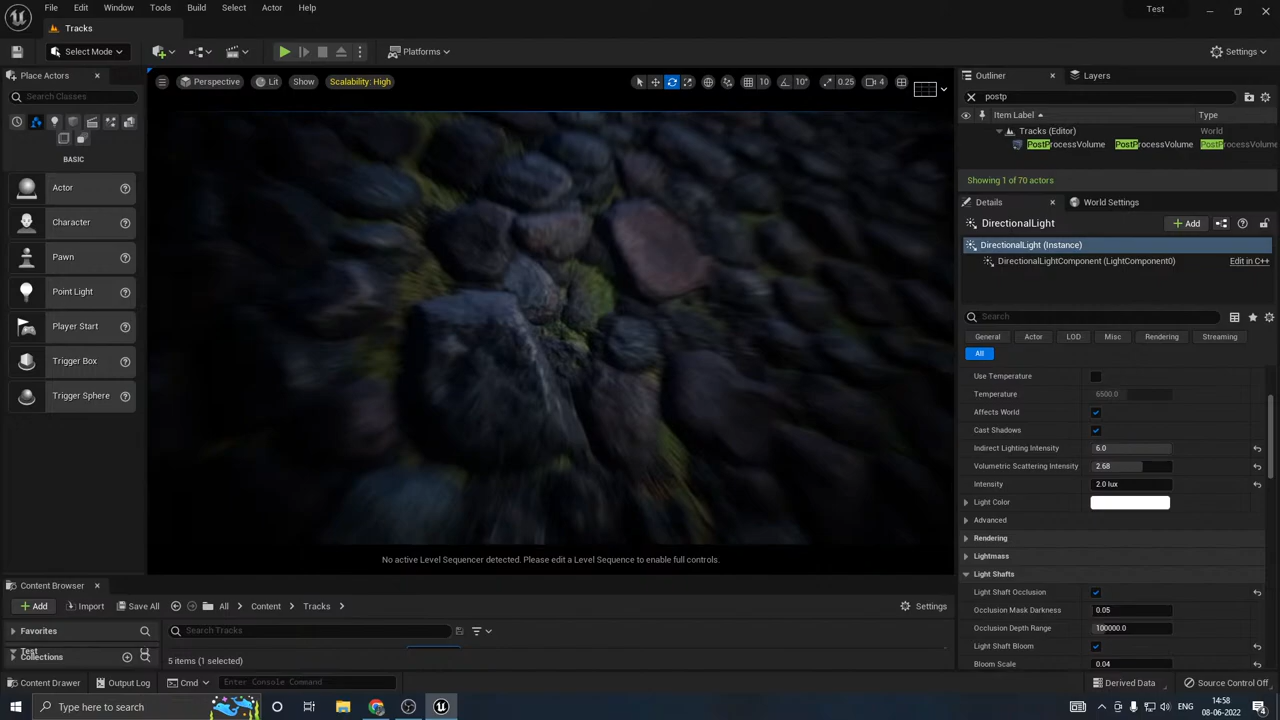 File Edit Window Tools Build Select Actor Help
Test
Tracks
Select Mode
Platforms
Settings
Place Actors
Search Classes
BASIC
Actor
Character
Pawn
Point Light
Player Start
Trigger Box
Trigger Sphere
Perspective Lit Show Scalability: High
10 10° 0.25 4
No active Level Sequencer detected. Please edit a Level Sequence to enable full controls.
Outliner Layers
postp
Item Label Type
Tracks (Editor) World
PostProcessVolume PostProcessVolume PostProcessVolume
Showing 1 of 70 actors
Details World Settings
DirectionalLight Add
DirectionalLight (Instance)
DirectionalLightComponent (LightComponent0) Edit in C++
Search
General Actor LOD Misc Rendering Streaming
All
Use Temperature
Temperature 6500.0
Affects World
Cast Shadows
Indirect Lighting Intensity 6.0
Volumetric Scattering Intensity 2.68
Intensity 2.0 lux
Light Color
Advanced
Rendering
Lightmass
Light Shafts
Light Shaft Occlusion
Occlusion Mask Darkness 0.05
Occlusion Depth Range 100000.0
Light Shaft Bloom
Bloom Scale 0.04
Content Browser
Add Import Save All All Content Tracks Settings
Favorites
Test
Collections
Search Tracks
5 items (1 selected)
Content Drawer Output Log Cmd Enter Console Command Derived Data Source Control Off
Type here to search
14:58
08-06-2022
4